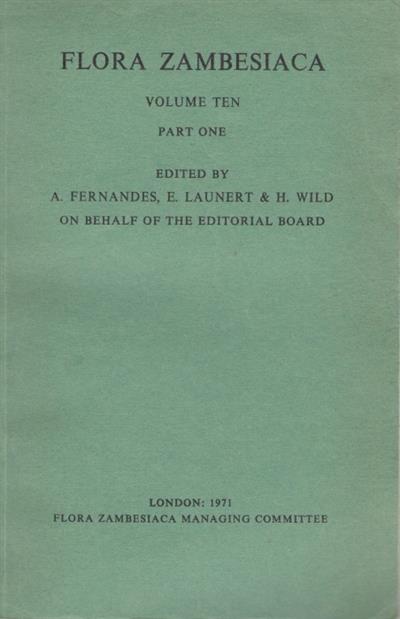 FLORA ZAMBESIACA
VOLUME TEN
PART ONE
EDITED BY
A. FERNANDES, E. LAUNERT & H. WILD
ON BEHALF OF THE EDITORIAL BOARD
LONDON: 1971
FLORA ZAMBESIACA MANAGING COMMITTEE